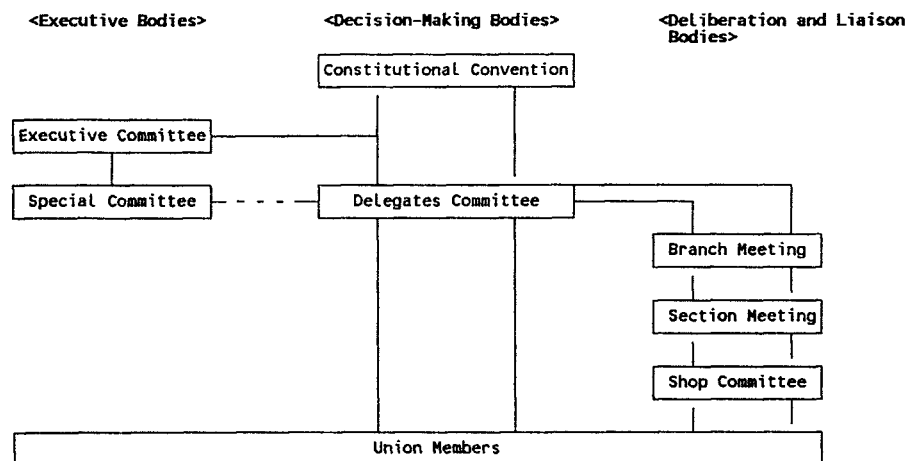 <Executive Bodies>
<Decision-Making Bodies>
<Deliberation and Liaison
Bodies>
Constitutional Convention
Executive Committee
Special Committee
Delegates Committee
Branch Meeting
Section Meeting
Shop Committee
Union Members